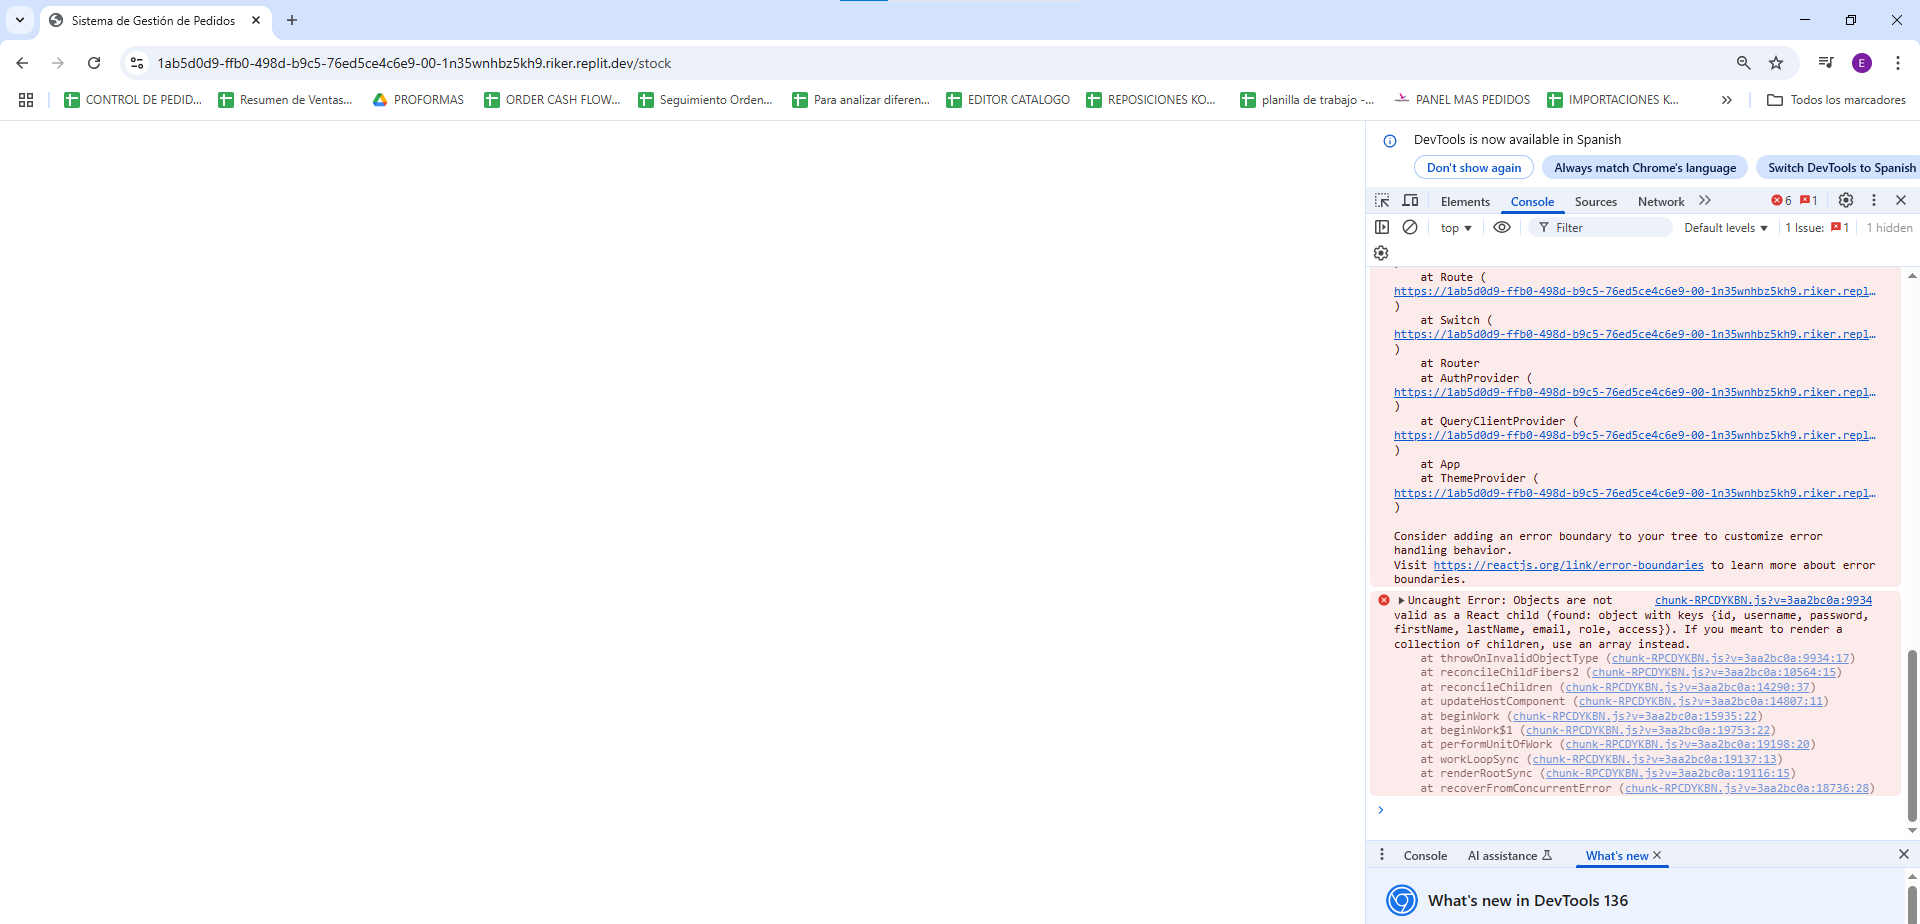 Sistema de Gestión de Pedidos
1ab5d0d9-ffb0-498d-b9c5-76ed5ce4c6e9-00-1n35wnhbz5kh9.riker.replit.dev/stock
E
CONTROL DE PEDID... Resumen de Ventas... PROFORMAS ORDER CASH FLOW... Seguimiento Orden... Para analizar diferen... EDITOR CATALOGO REPOSICIONES KO... planilla de trabajo -... PANEL MAS PEDIDOS IMPORTACIONES K... Todos los marcadores
DevTools is now available in Spanish
Don't show again Always match Chrome's language Switch DevTools to Spanish
Elements Console Sources Network 6 1
top Filter Default levels 1 Issue: 1 1 hidden
at Route (
https://1ab5d0d9-ffb0-498d-b9c5-76ed5ce4c6e9-00-1n35wnhbz5kh9.riker.repl…
)
at Switch (
https://1ab5d0d9-ffb0-498d-b9c5-76ed5ce4c6e9-00-1n35wnhbz5kh9.riker.repl…
)
at Router
at AuthProvider (
https://1ab5d0d9-ffb0-498d-b9c5-76ed5ce4c6e9-00-1n35wnhbz5kh9.riker.repl…
)
at QueryClientProvider (
https://1ab5d0d9-ffb0-498d-b9c5-76ed5ce4c6e9-00-1n35wnhbz5kh9.riker.repl…
)
at App
at ThemeProvider (
https://1ab5d0d9-ffb0-498d-b9c5-76ed5ce4c6e9-00-1n35wnhbz5kh9.riker.repl…
)
Consider adding an error boundary to your tree to customize error
handling behavior.
Visit https://reactjs.org/link/error-boundaries to learn more about error
boundaries.
Uncaught Error: Objects are not chunk-RPCDYKBN.js?v=3aa2bc0a:9934
valid as a React child (found: object with keys {id, username, password,
firstName, lastName, email, role, access}). If you meant to render a
collection of children, use an array instead.
at throwOnInvalidObjectType (chunk-RPCDYKBN.js?v=3aa2bc0a:9934:17)
at reconcileChildFibers2 (chunk-RPCDYKBN.js?v=3aa2bc0a:10564:15)
at reconcileChildren (chunk-RPCDYKBN.js?v=3aa2bc0a:14290:37)
at updateHostComponent (chunk-RPCDYKBN.js?v=3aa2bc0a:14807:11)
at beginWork (chunk-RPCDYKBN.js?v=3aa2bc0a:15935:22)
at beginWork$1 (chunk-RPCDYKBN.js?v=3aa2bc0a:19753:22)
at performUnitOfWork (chunk-RPCDYKBN.js?v=3aa2bc0a:19198:20)
at workLoopSync (chunk-RPCDYKBN.js?v=3aa2bc0a:19137:13)
at renderRootSync (chunk-RPCDYKBN.js?v=3aa2bc0a:19116:15)
at recoverFromConcurrentError (chunk-RPCDYKBN.js?v=3aa2bc0a:18736:28)
Console AI assistance What's new
What's new in DevTools 136